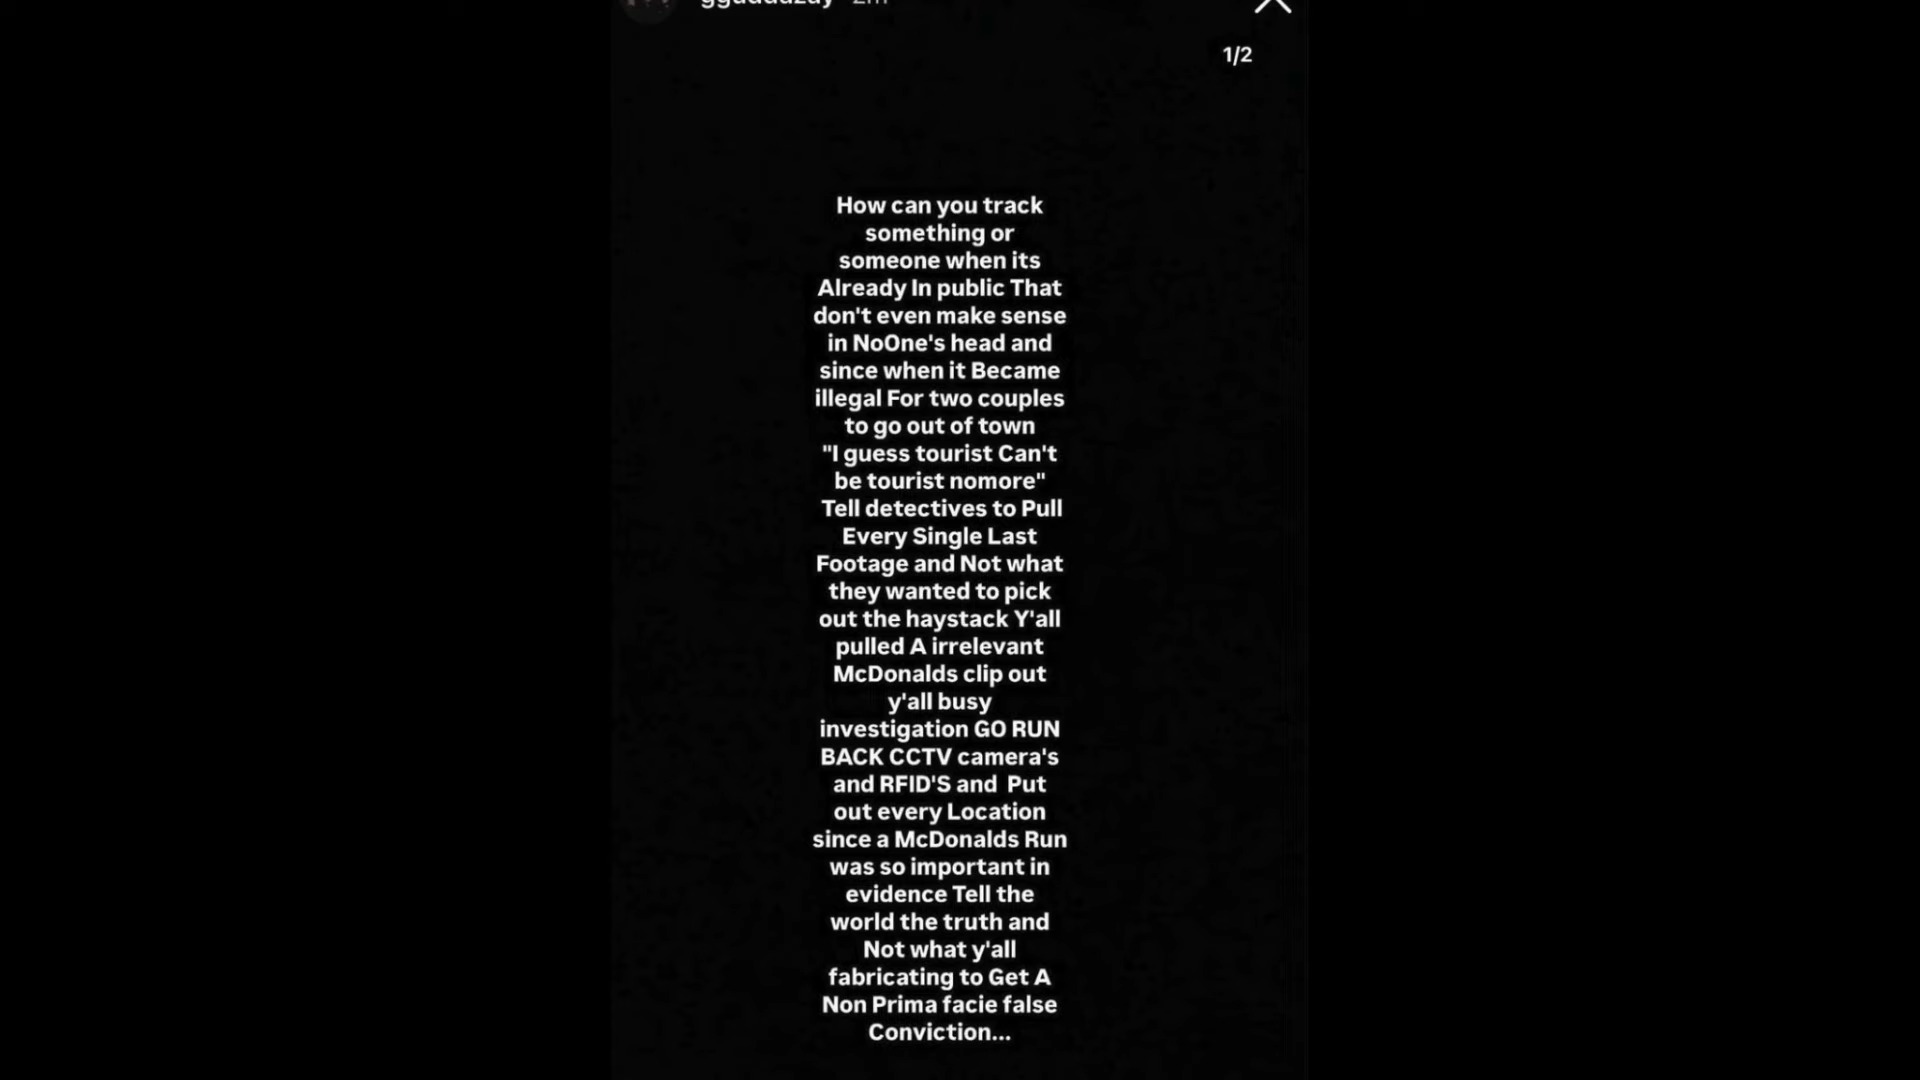 1/2
How can you track
something or
someone when its
Already In public That
don't even make sense
in NoOne's head and
since when it Became
illegal For two couples
to go out of town
"I guess tourist Can't
be tourist nomore"
Tell detectives to Pull
Every Single Last
Footage and Not what
they wanted to pick
out the haystack Y'all
pulled A irrelevant
McDonalds clip out
y'all busy
investigation GO RUN
BACK CCTV camera's
and RFID'S and Put
out every Location
since a McDonalds Run
was so important in
evidence Tell the
world the truth and
Not what y'all
fabricating to Get A
Non Prima facie false
Conviction...